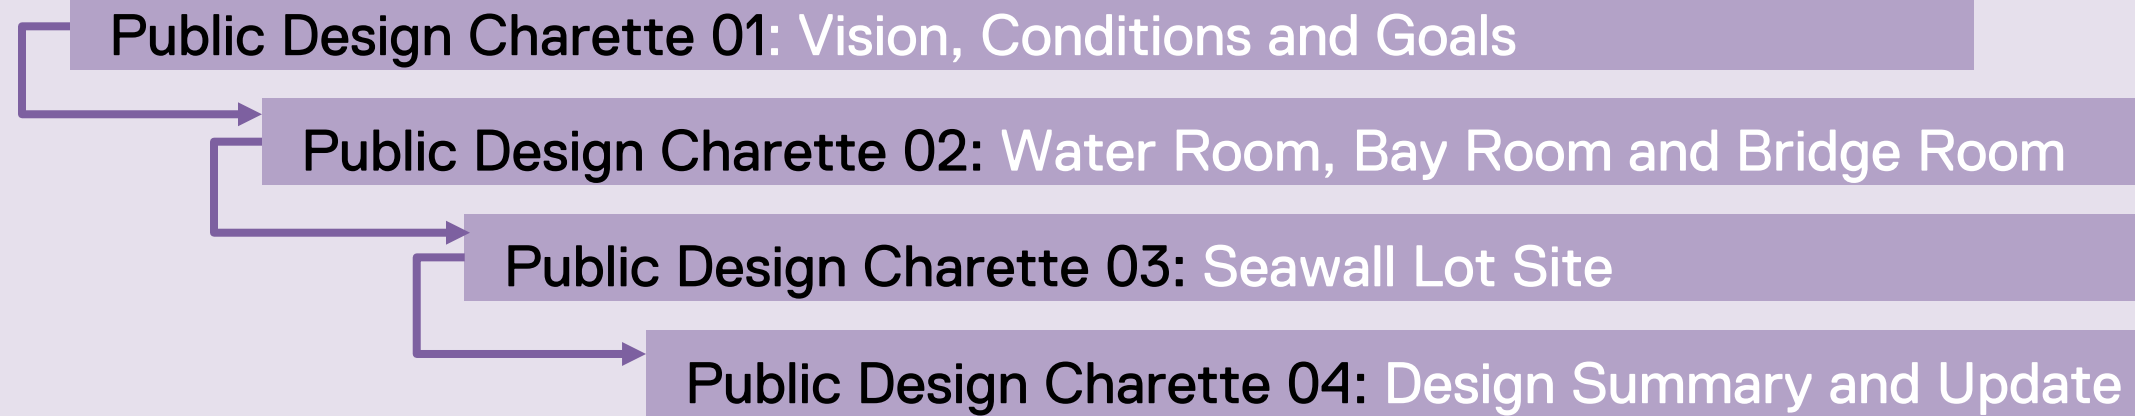 Public Design Charette 01: Vision, Conditions and Goals
Public Design Charette 02: Water Room, Bay Room and Bridge Room
Public Design Charette 03: Seawall Lot Site
Public Design Charette 04: Design Summary and Update